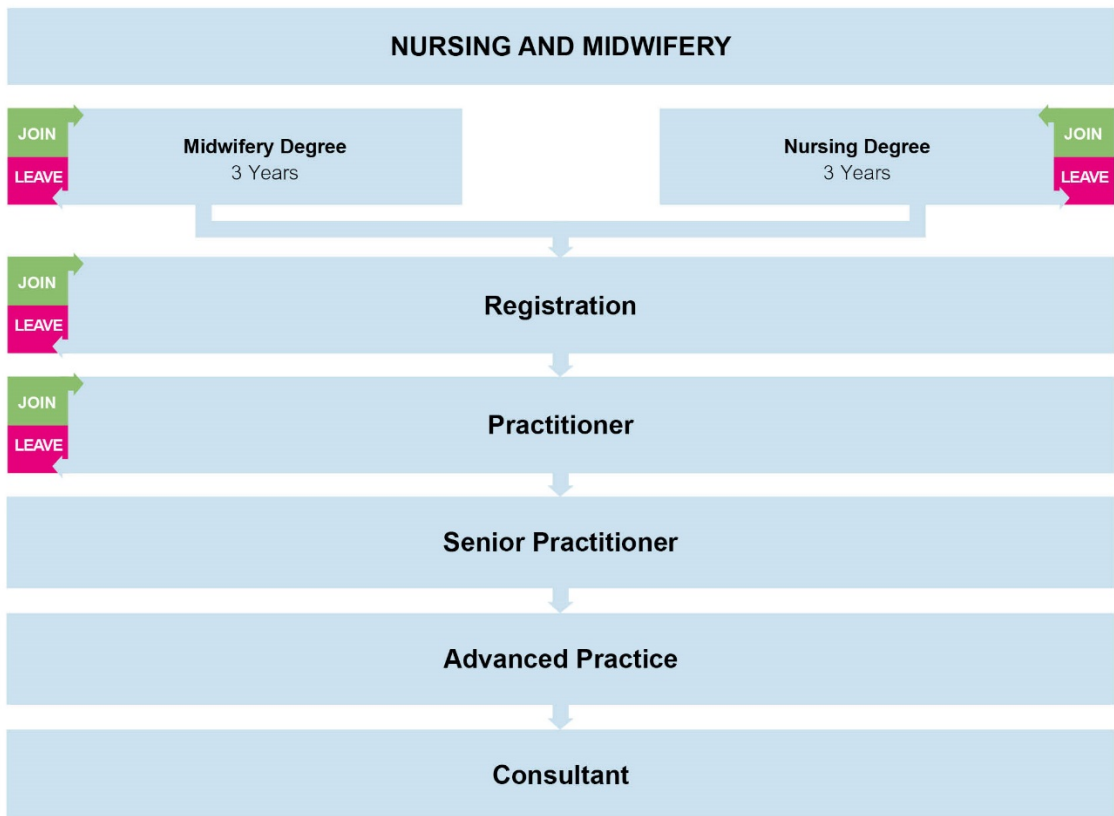 NURSING AND MIDWIFERY
JOIN
LEAVE
Midwifery Degree
3 Years
Nursing Degree
3 Years
JOIN
LEAVE
JOIN
LEAVE
Registration
JOIN
LEAVE
Practitioner
Senior Practitioner
Advanced Practice
Consultant